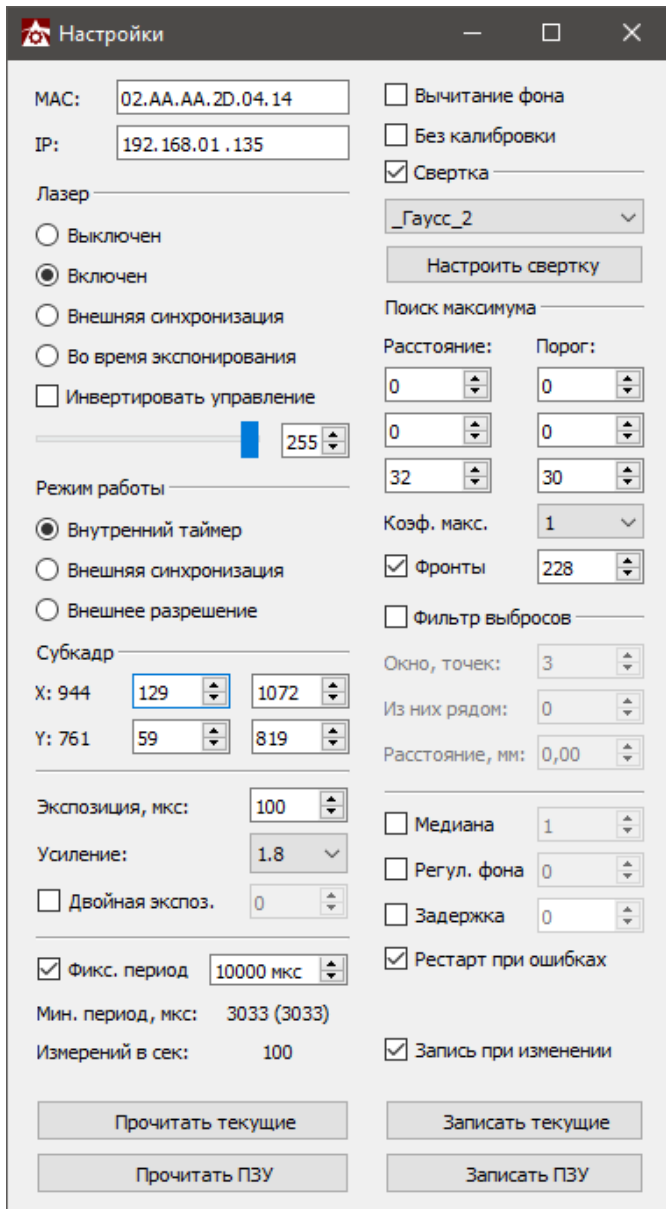 Настройки
MAC: 02.AA.AA.2D.04.14
IP: 192.168.01 .135
Лазер
Выключен
Включен
Внешняя синхронизация
Во время экспонирования
Инвертировать управление
255
Режим работы
Внутренний таймер
Внешняя синхронизация
Внешнее разрешение
Субкадр
X: 944 129 1072
Y: 761 59 819
Экспозиция, мкс: 100
Усиление: 1.8
Двойная экспоз. 0
Фикс. период 10000 мкс
Мин. период, мкс: 3033 (3033)
Измерений в сек: 100
Прочитать текущие
Прочитать ПЗУ
Вычитание фона
Без калибровки
Свертка
_Гаусс_2
Настроить свертку
Поиск максимума
Расстояние: Порог:
0 0
0 0
32 30
Коэф. макс. 1
Фронты 228
Фильтр выбросов
Окно, точек: 3
Из них рядом: 0
Расстояние, мм: 0,00
Медиана 1
Регул. фона 0
Задержка 0
Рестарт при ошибках
Запись при изменении
Записать текущие
Записать ПЗУ